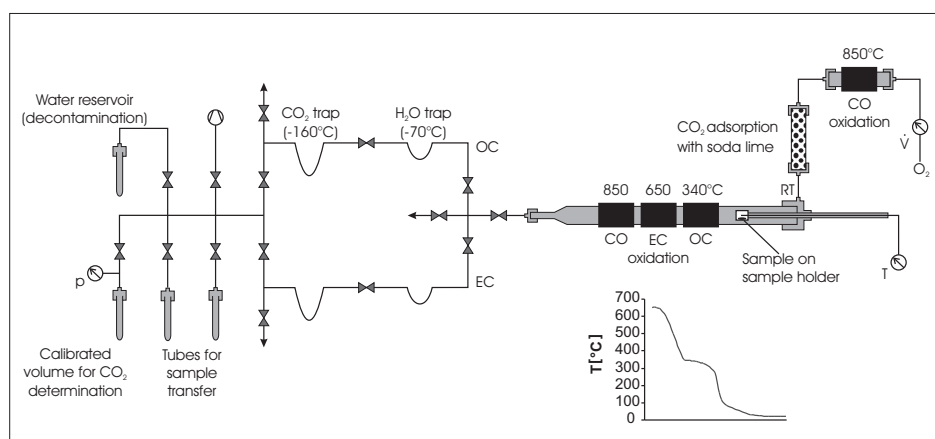 850°C
CO
oxidation
V̇
O₂
CO₂ adsorption
with soda lime
RT
Water reservoir
(decontamination)
CO₂ trap
(-160°C)
H₂O trap
(-70°C)
OC
EC
850 650 340°C
CO EC OC
oxidation
Sample on
sample holder
T
p
Calibrated
volume for CO₂
determination
Tubes for
sample
transfer
T[°C]
700
600
500
400
300
200
100
0